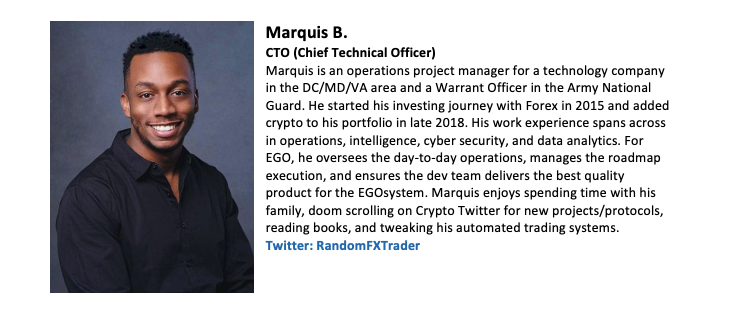 Marquis B.
CTO (Chief Technical Officer)
Marquis is an operations project manager for a technology company
in the DC/MD/VA area and a Warrant Officer in the Army National
Guard. He started his investing journey with Forex in 2015 and added
crypto to his portfolio in late 2018. His work experience spans across
in operations, intelligence, cyber security, and data analytics. For
EGO, he oversees the day-to-day operations, manages the roadmap
execution, and ensures the dev team delivers the best quality
product for the EGOsystem. Marquis enjoys spending time with his
family, doom scrolling on Crypto Twitter for new projects/protocols,
reading books, and tweaking his automated trading systems.
Twitter: RandomFXTrader